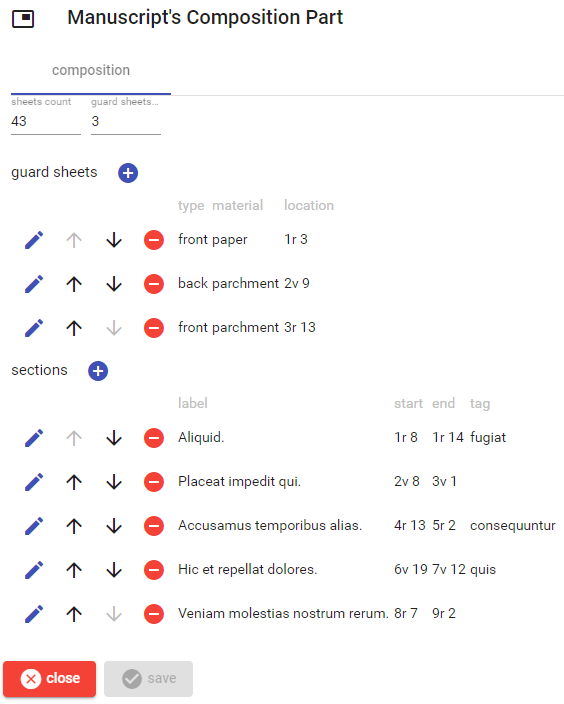 Manuscript's Composition Part
composition
sheets count guard sheets...
43 3
guard sheets
type material location
front paper 1r 3
back parchment 2v 9
front parchment 3r 13
sections
label start end tag
Aliquid. 1r 8 1r 14 fugiat
Placeat impedit qui. 2v 8 3v 1
Accusamus temporibus alias. 4r 13 5r 2 consequuntur
Hic et repellat dolores. 6v 19 7v 12 quis
Veniam molestias nostrum rerum. 8r 7 9r 2
close save